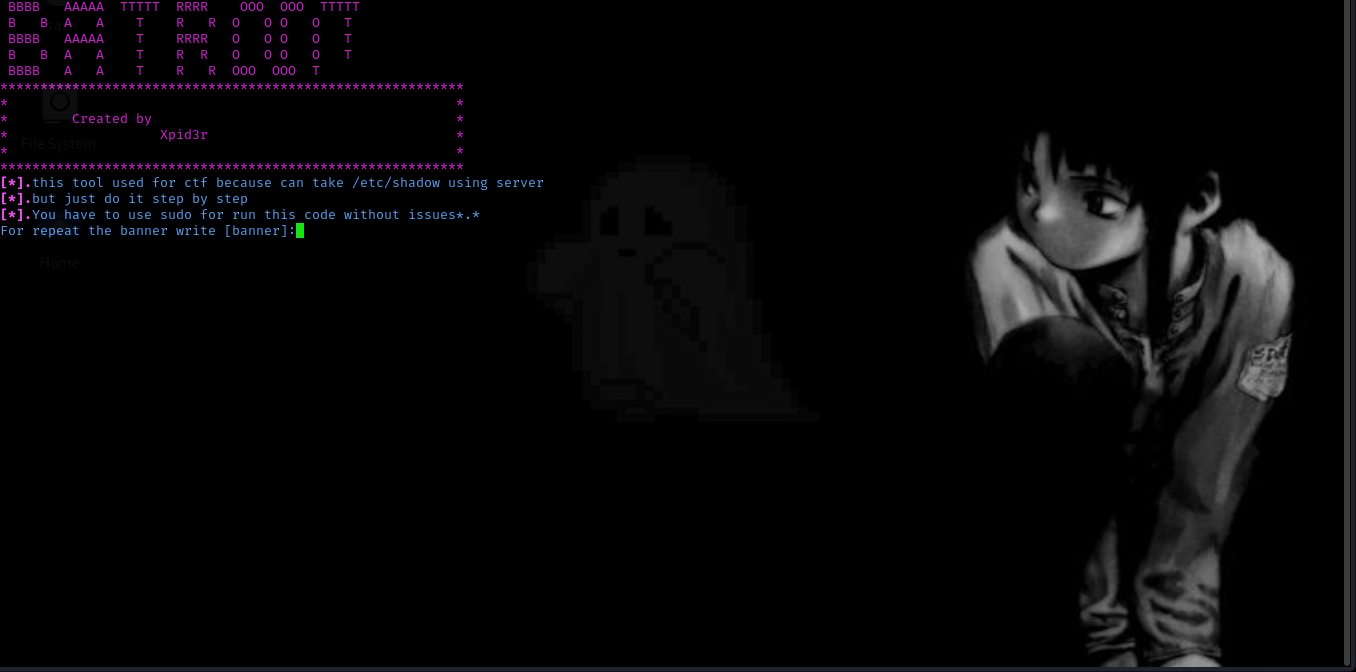 BBBB   AAAAA  TTTTT  RRRR    OOO  OOO  TTTTT
B   B  A   A    T    R   R  O   O O   O   T
BBBB   AAAAA    T    RRRR   O   O O   O   T
B   B  A   A    T    R  R   O   O O   O   T
BBBB   A   A    T    R   R  OOO  OOO  T
**********************************************************
*                                                        *
*        Created by                                      *
*                   Xpid3r                               *
File System
*                                                        *
**********************************************************
[*].this tool used for ctf because can take /etc/shadow using server
[*].but just do it step by step
[*].You have to use sudo for run this code without issues*.*
For repeat the banner write [banner]:
Home